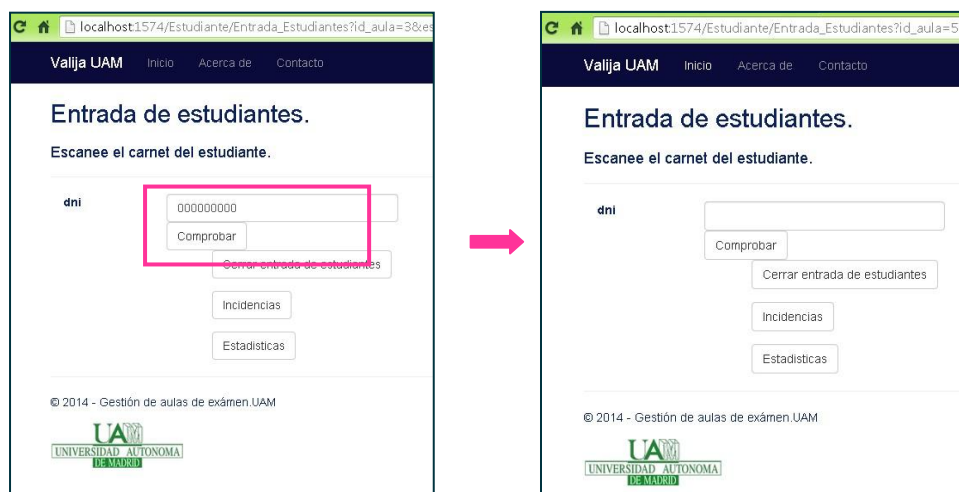 localhost:1574/Estudiante/Entrada_Estudiantes?id_aula=3&es
Valija UAM Inicio Acerca de Contacto
Entrada de estudiantes.
Escanee el carnet del estudiante.
dni 000000000
Comprobar
Cerrar entrada de estudiantes
Incidencias
Estadisticas
© 2014 - Gestión de aulas de exámen.UAM
UAM
UNIVERSIDAD AUTONOMA
DE MADRID
localhost:1574/Estudiante/Entrada_Estudiantes?id_aula=5
Valija UAM Inicio Acerca de Contacto
Entrada de estudiantes.
Escanee el carnet del estudiante.
dni
Comprobar
Cerrar entrada de estudiantes
Incidencias
Estadisticas
© 2014 - Gestión de aulas de exámen.UAM
UAM
UNIVERSIDAD AUTONOMA
DE MADRID